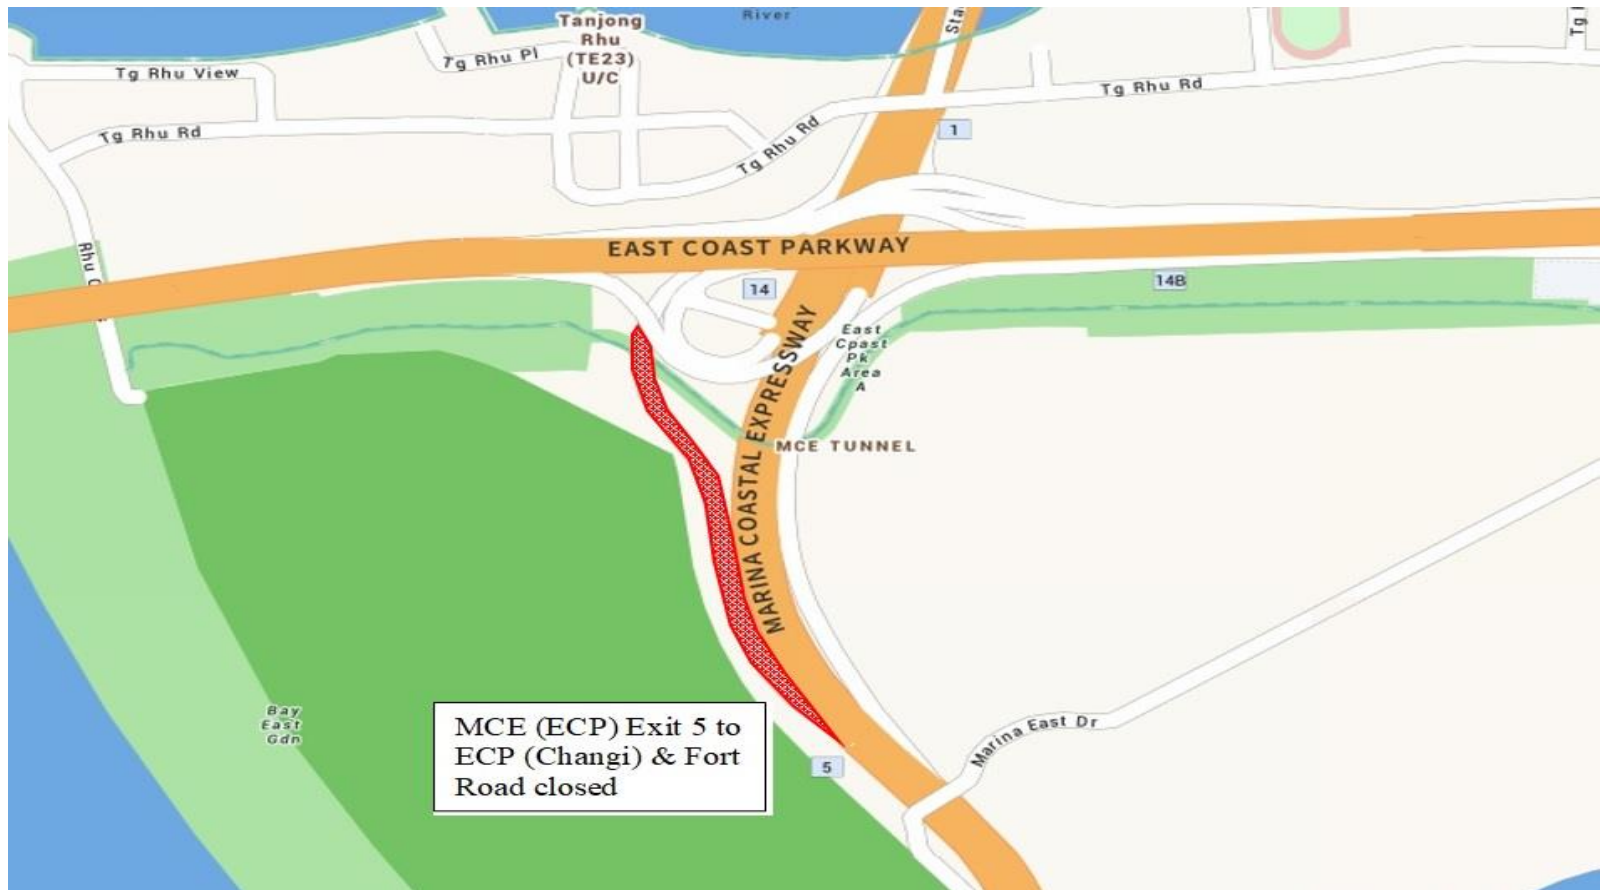 River
Tanjong
Rhu
(TE23)
U/C
Tg Rhu Pl
Tg Rhu View
Tg Rhu Rd
Tg Rhu Rd
Tg Rhu Rd
1
Rhu
EAST COAST PARKWAY
14
14B
East
Cpast
Pk
Area
A
MARINA COASTAL EXPRESSWAY
MCE TUNNEL
Bay
East
Gdn
MCE (ECP) Exit 5 to
ECP (Changi) & Fort
Road closed
5
Marina East Dr